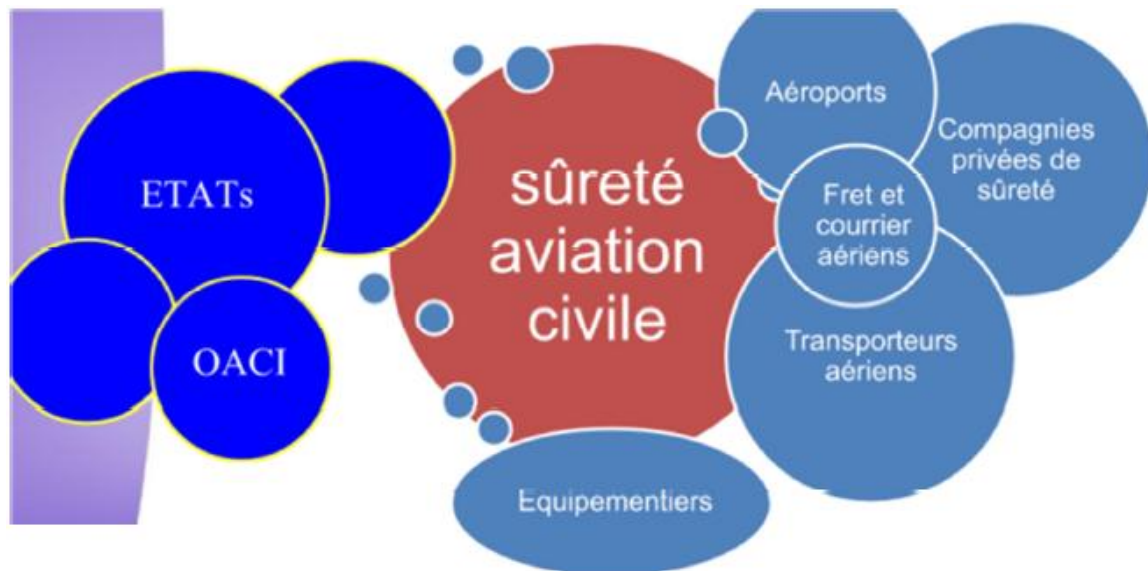 ETATs
OACI
sûreté
aviation
civile
Aéroports
Compagnies
privées de
sûreté
Fret et
courrier
aériens
Transporteurs
aériens
Equipementiers